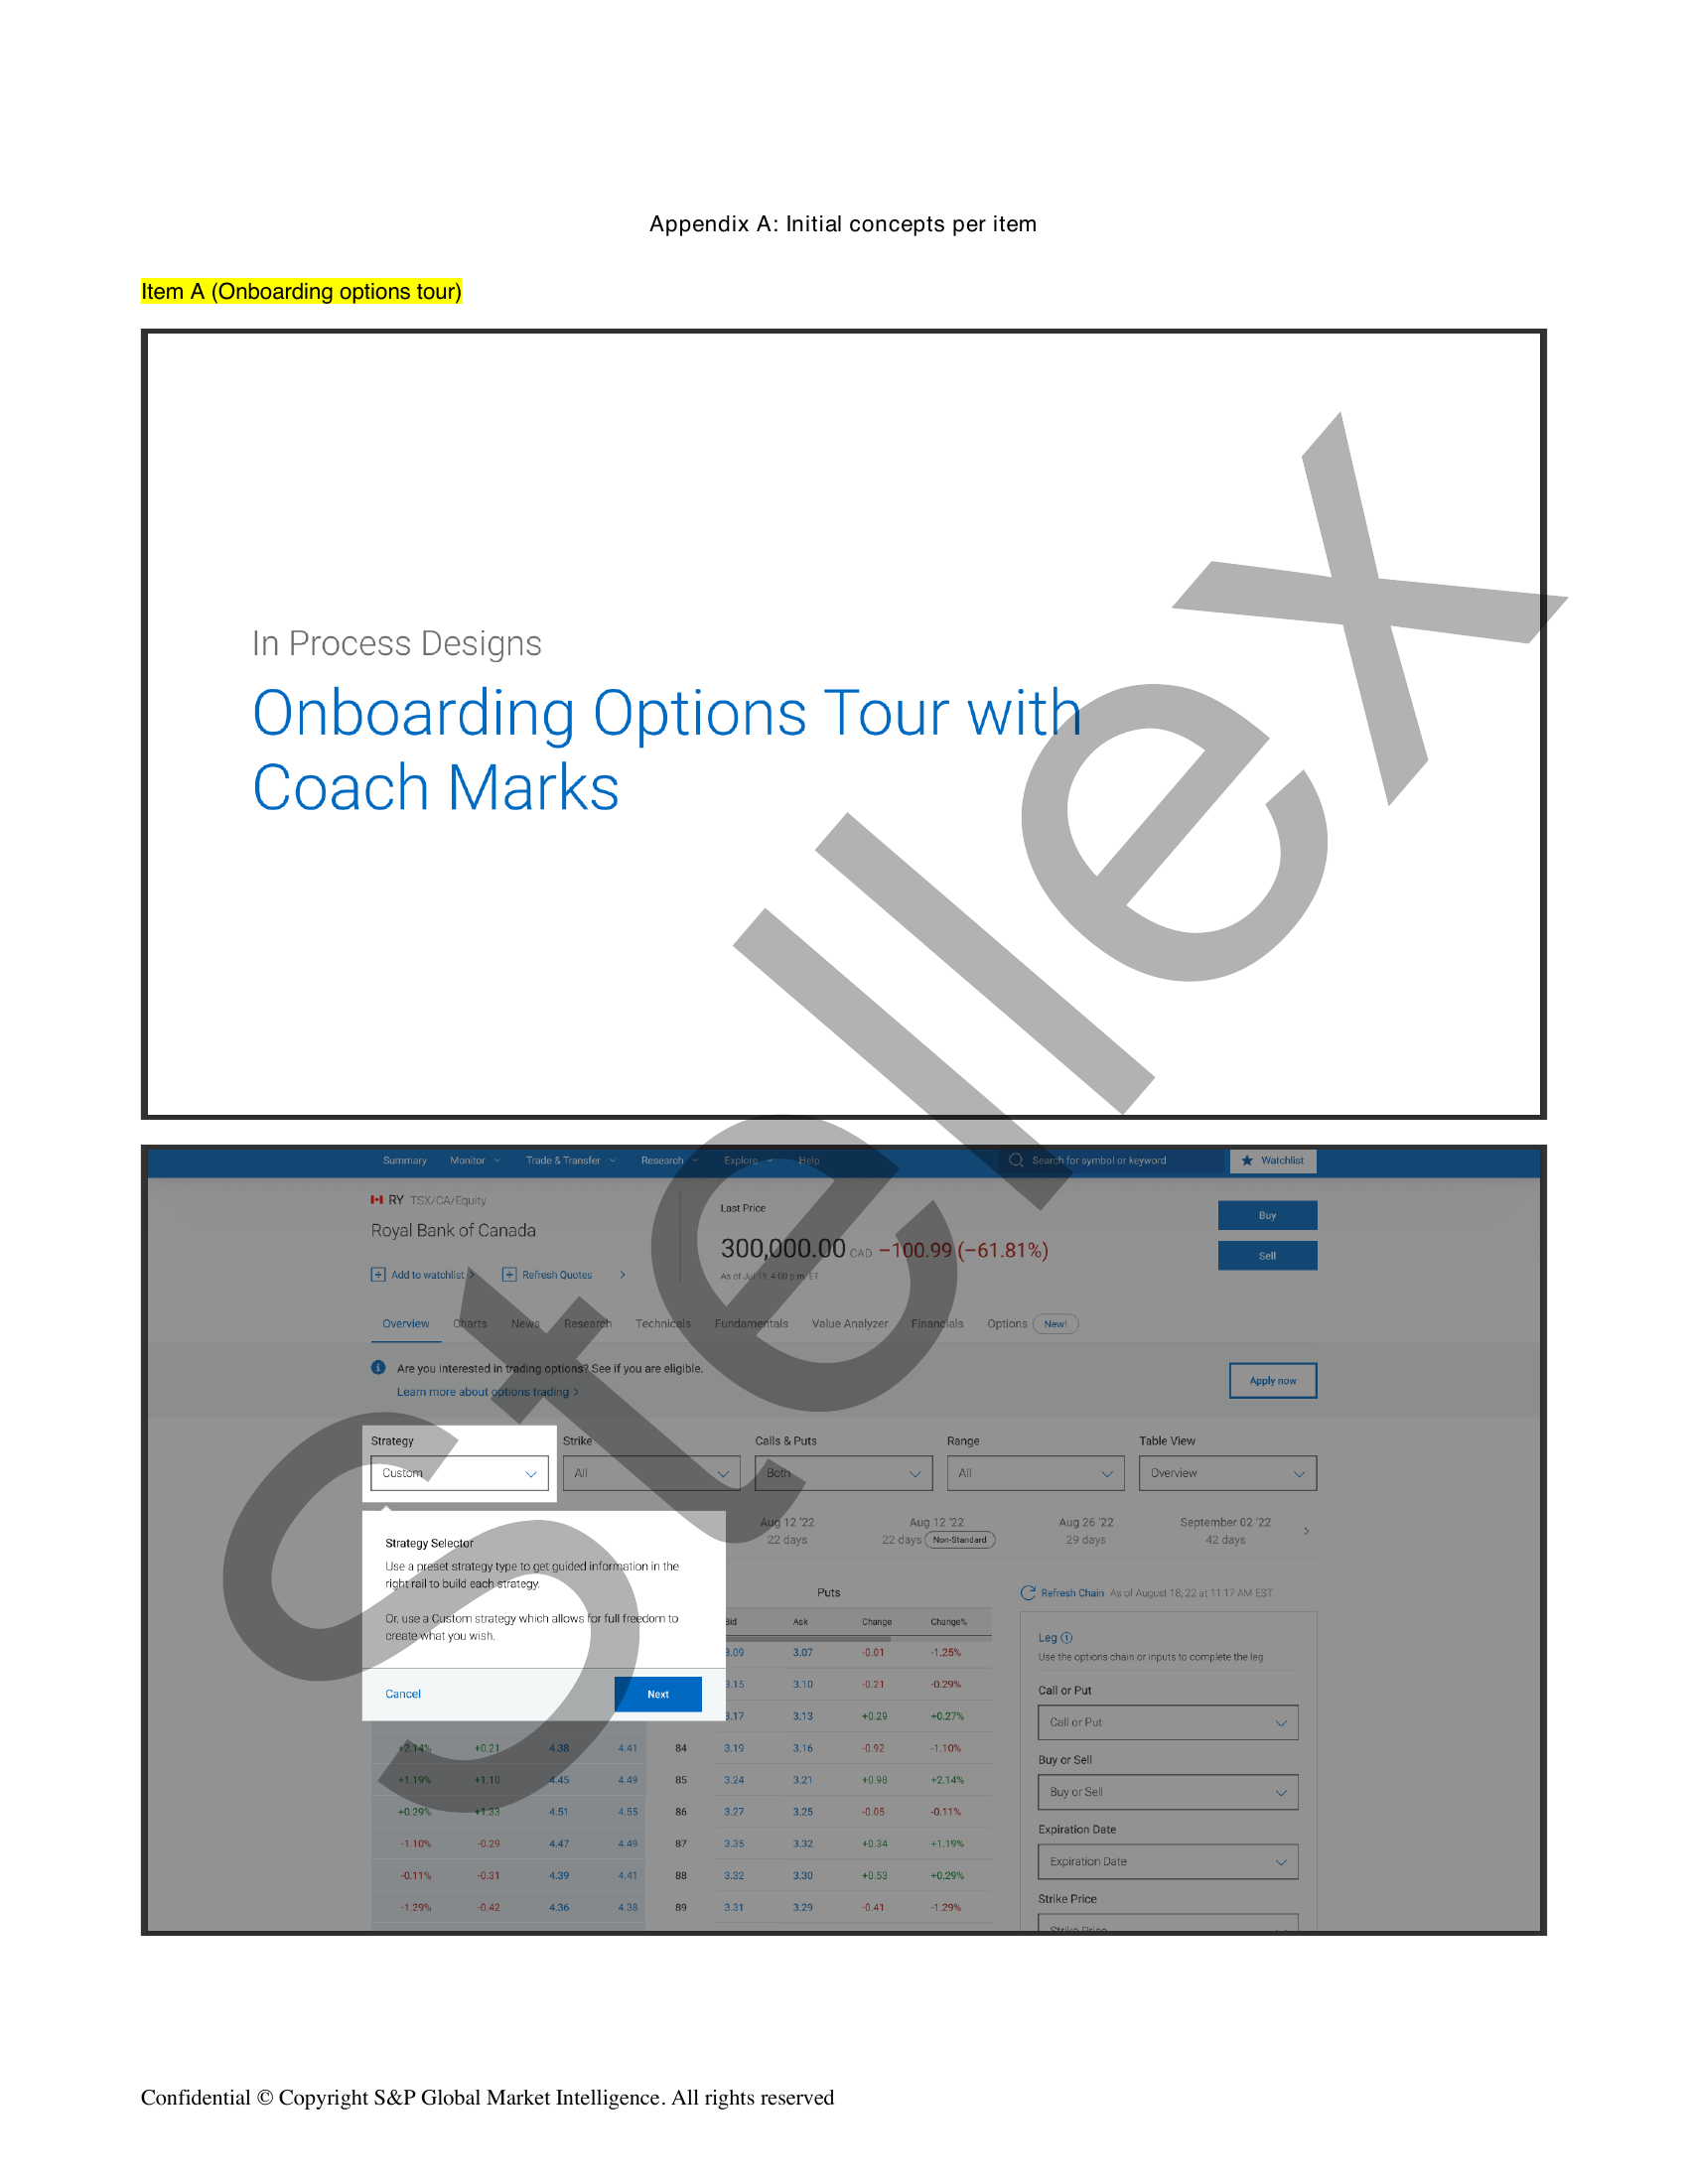 Appendix A: Initial concepts per item
Item A (Onboarding options tour)
In Process Designs
Onboarding Options Tour with
Coach Marks
Summary Monitor Trade & Transfer Research Explore Help Search for symbol or keyword Watchlist
RY TSX/CA/Equity
Royal Bank of Canada
Add to watchlist Refresh Quotes
Last Price
300,000.00 CAD −100.99 (−61.81%)
As of Jul 19, 4:00 p.m. ET
Buy
Sell
Overview Charts News Research Technicals Fundamentals Value Analyzer Financials Options New!
Are you interested in trading options? See if you are eligible.
Learn more about options trading >
Apply now
Strategy Strike Calls & Puts Range Table View
Custom All Both All Overview
Aug 12 '22 Aug 12 '22 Aug 26 '22 September 02 '22
22 days 22 days Non-Standard 29 days 42 days
Strategy Selector
Use a preset strategy type to get guided information in the
right rail to build each strategy.
Or, use a Custom strategy which allows for full freedom to
create what you wish.
Cancel Next
Puts
Bid Ask Change Change%
3.09 3.07 -0.01 -1.25%
3.15 3.10 -0.21 -0.29%
3.17 3.13 +0.29 +0.27%
+2.14% +0.21 4.38 4.41 84 3.19 3.16 -0.92 -1.10%
+1.19% +1.10 4.45 4.49 85 3.24 3.21 +0.98 +2.14%
+0.29% +1.33 4.51 4.55 86 3.27 3.25 -0.05 -0.11%
-1.10% -0.29 4.47 4.49 87 3.35 3.32 +0.34 +1.19%
-0.11% -0.31 4.39 4.41 88 3.32 3.30 +0.53 +0.29%
-1.29% -0.42 4.36 4.38 89 3.31 3.29 -0.41 -1.29%
Refresh Chain As of August 18, 22 at 11:17 AM EST
Leg 1
Use the options chain or inputs to complete the leg.
Call or Put
Call or Put
Buy or Sell
Buy or Sell
Expiration Date
Expiration Date
Strike Price
Strike Price
Stellex
Confidential © Copyright S&P Global Market Intelligence. All rights reserved